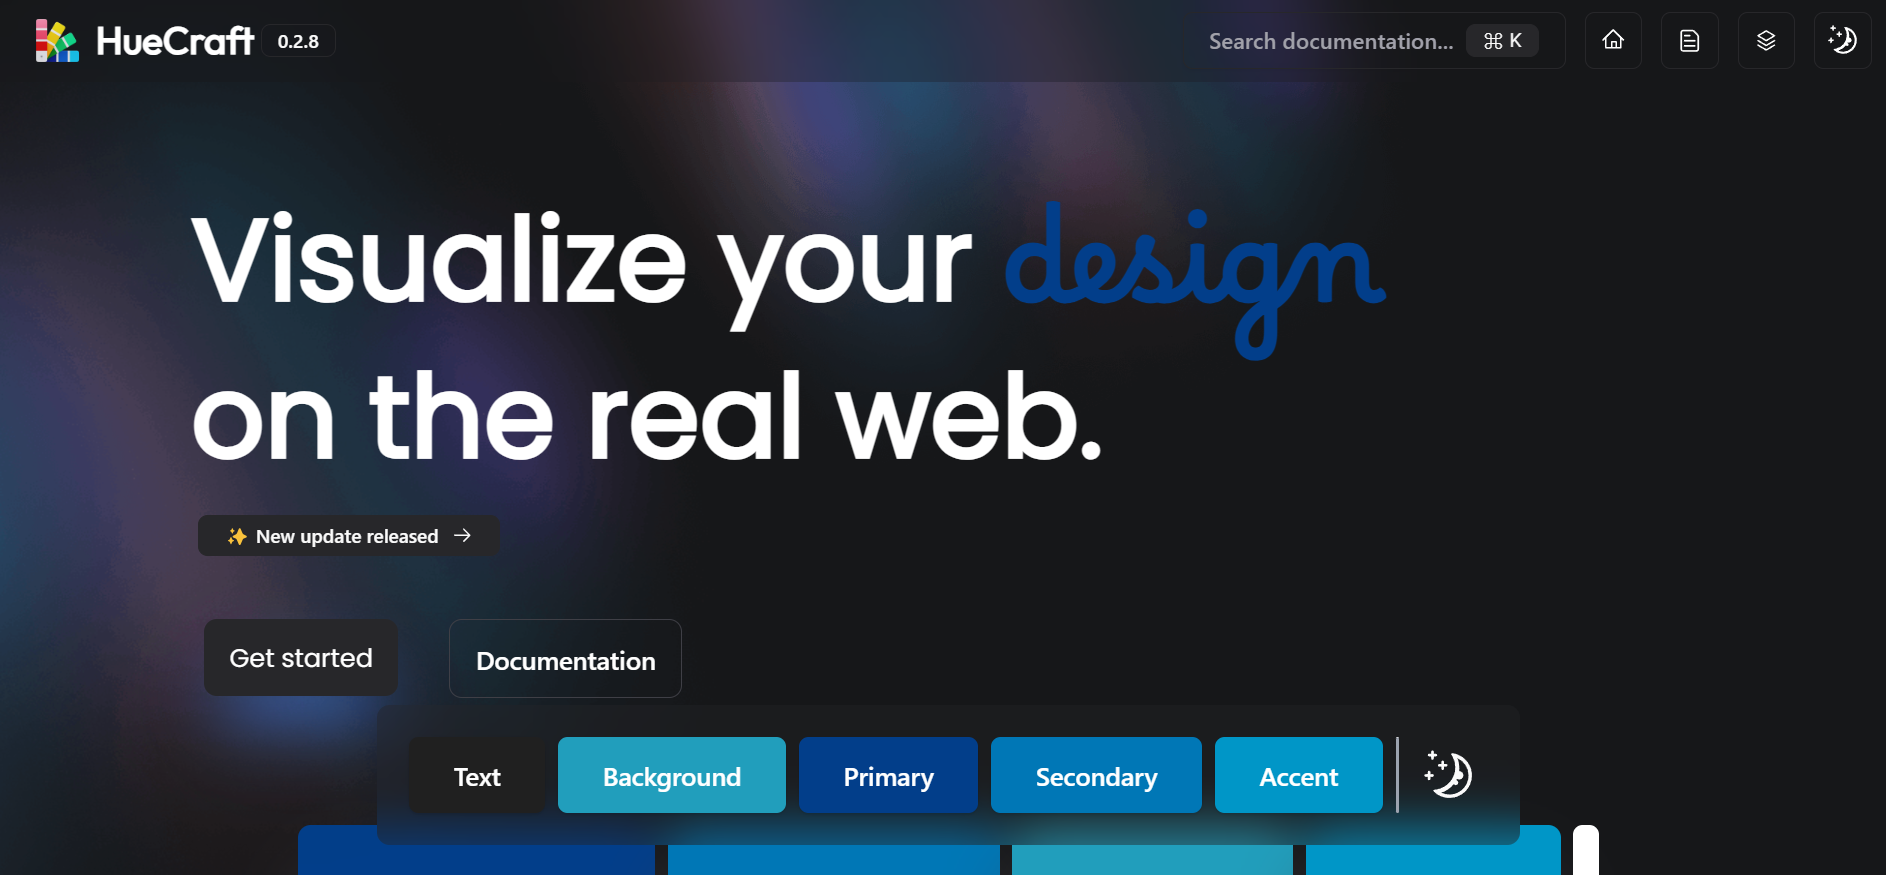 HueCraft 0.2.8 Search documentation... ⌘ K
Visualize your design
on the real web.
✨ New update released →
Get started Documentation
Text Background Primary Secondary Accent